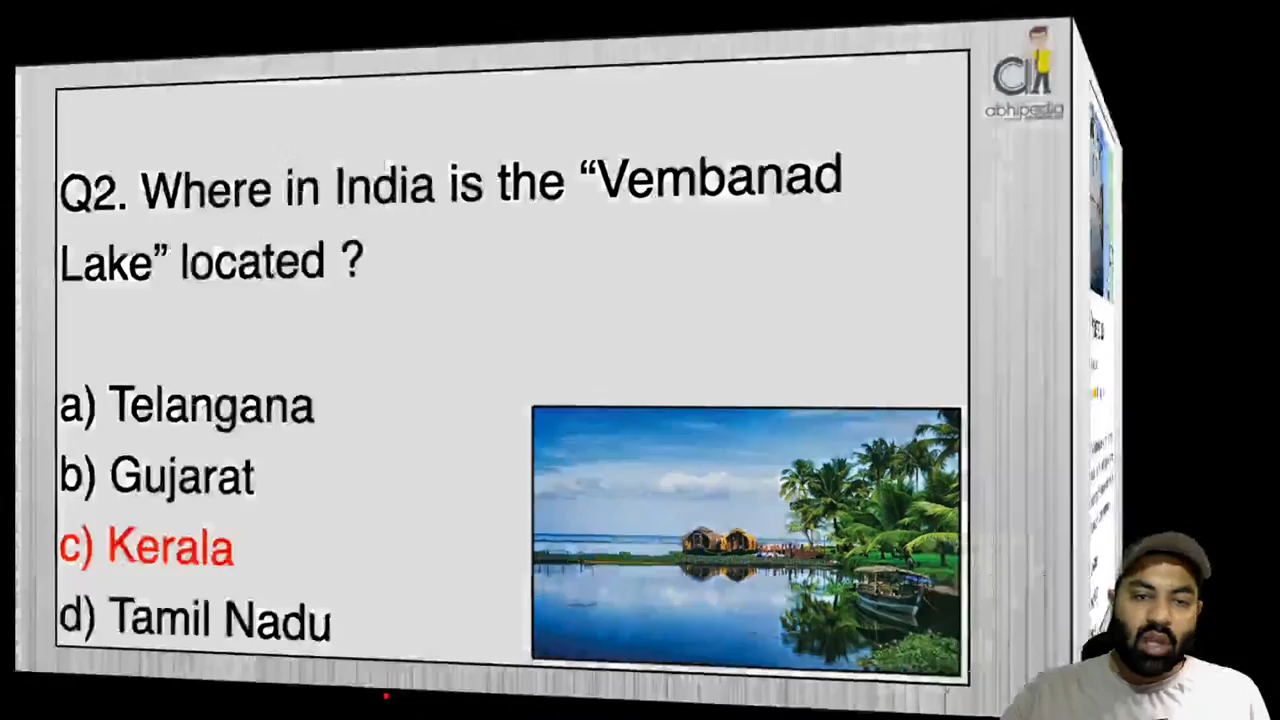 Q2. Where in India is the “Vembanad
Lake” located ?
a) Telangana
b) Gujarat
c) Kerala
d) Tamil Nadu
abhipedia